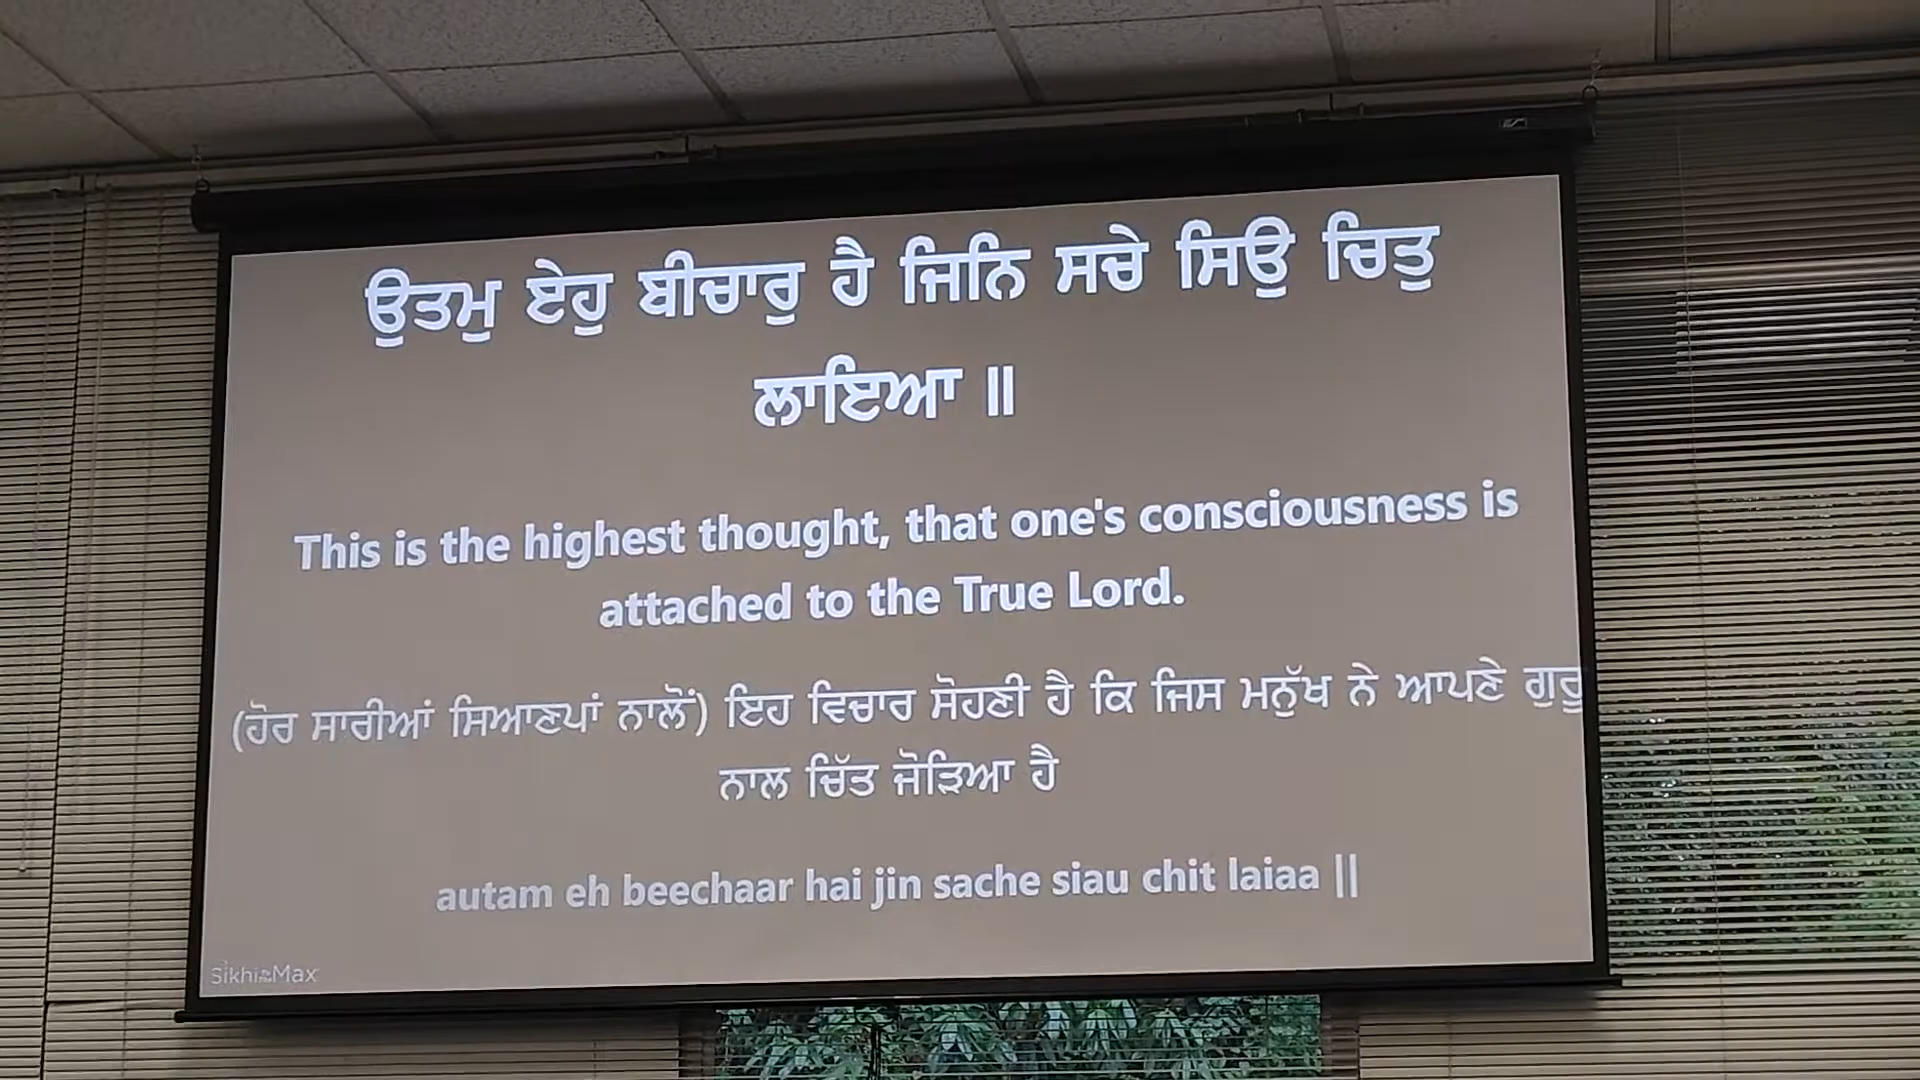 ਉਤਮੁ ਏਹੁ ਬੀਚਾਰੁ ਹੈ ਜਿਨਿ ਸਚੇ ਸਿਉ ਚਿਤੁ
ਲਾਇਆ ॥
This is the highest thought, that one's consciousness is
attached to the True Lord.
(ਹੋਰ ਸਾਰੀਆਂ ਸਿਆਣਪਾਂ ਨਾਲੋਂ) ਇਹ ਵਿਚਾਰ ਸੋਹਣੀ ਹੈ ਕਿ ਜਿਸ ਮਨੁੱਖ ਨੇ ਆਪਣੇ ਗੁਰੂ
ਨਾਲ ਚਿੱਤ ਜੋੜਿਆ ਹੈ
autam eh beechaar hai jin sache siau chit laiaa ||
SikhiToMax